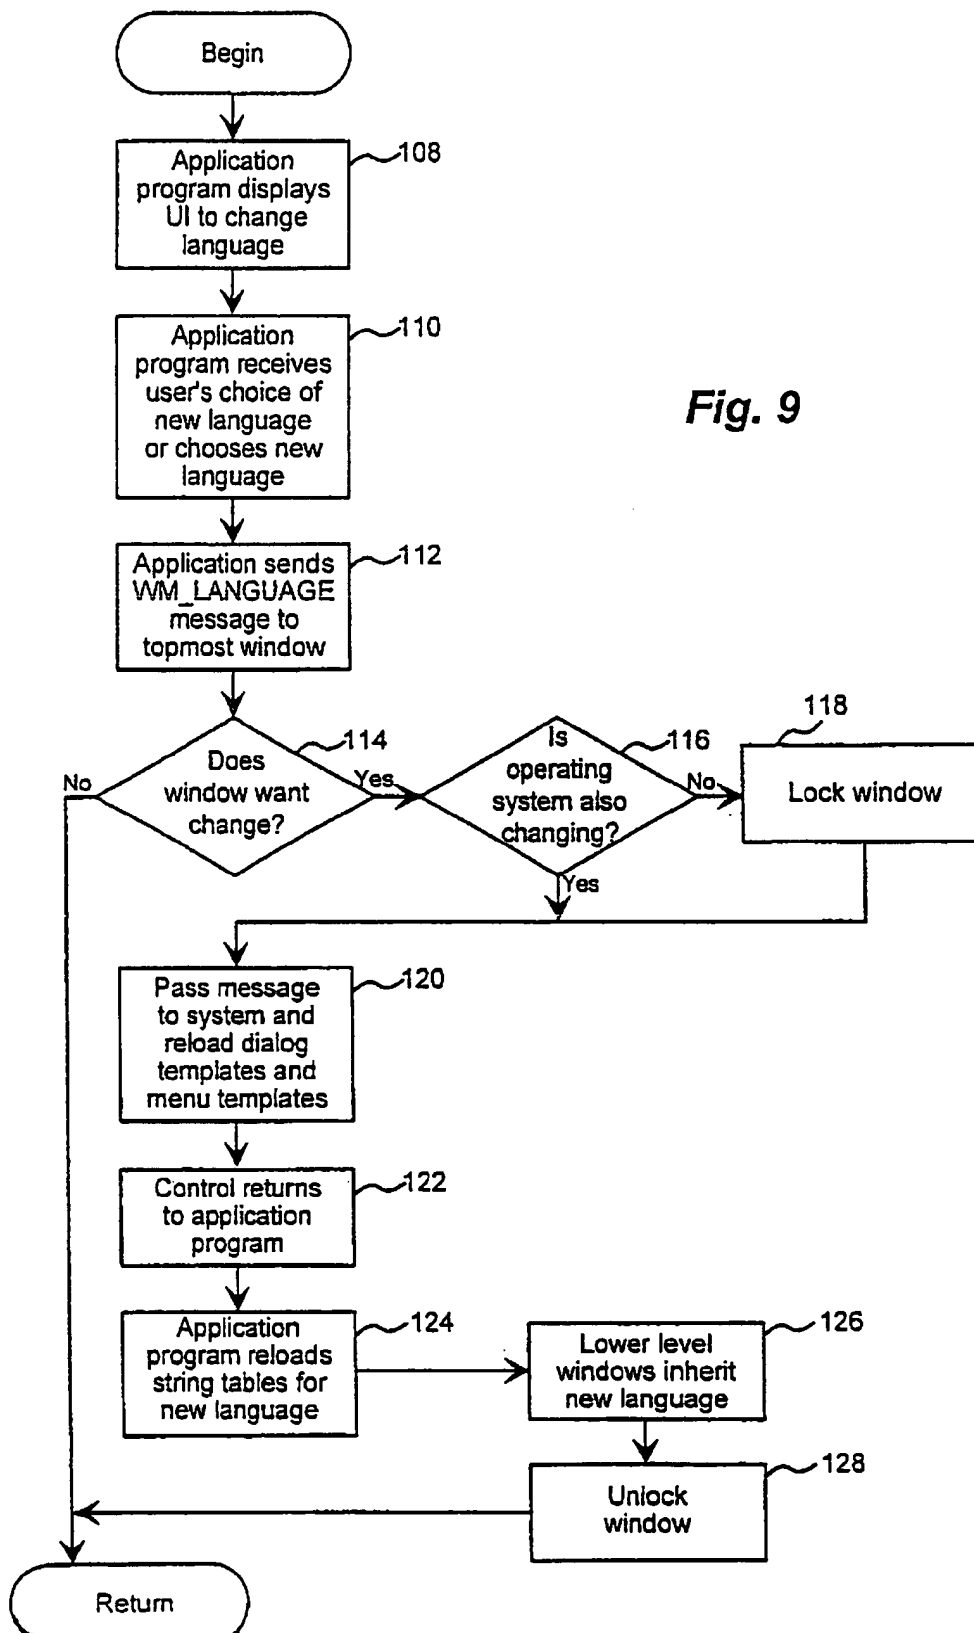 Begin
Application
program displays
UI to change
language
108
Application
program receives
user's choice of
new language
or chooses new
language
110
Fig. 9
Application sends
WM_LANGUAGE
message to
topmost window
112
Does
window want
change?
114
No
Yes
Is
operating
system also
changing?
116
No
Yes
Lock window
118
Pass message
to system and
reload dialog
templates and
menu templates
120
Control returns
to application
program
122
Application
program reloads
string tables for
new language
124
Lower level
windows inherit
new language
126
Unlock
window
128
Return